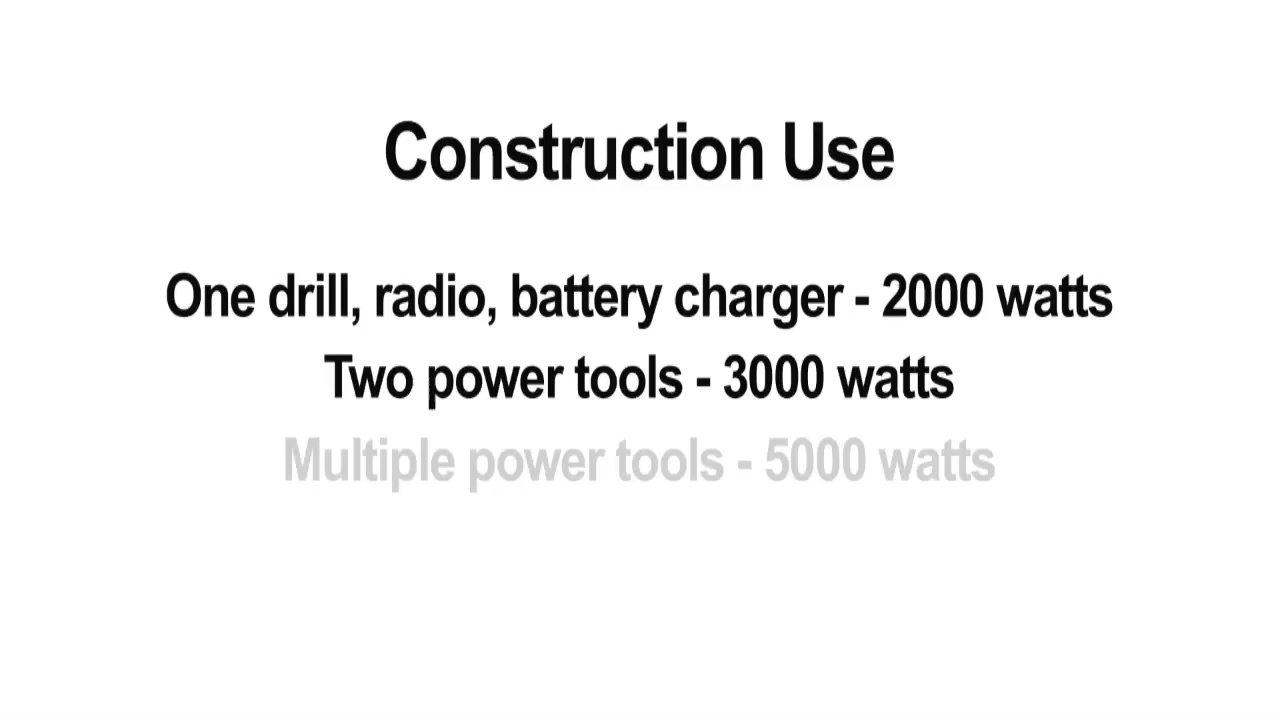 Construction Use
One drill, radio, battery charger - 2000 watts
Two power tools - 3000 watts
Multiple power tools - 5000 watts